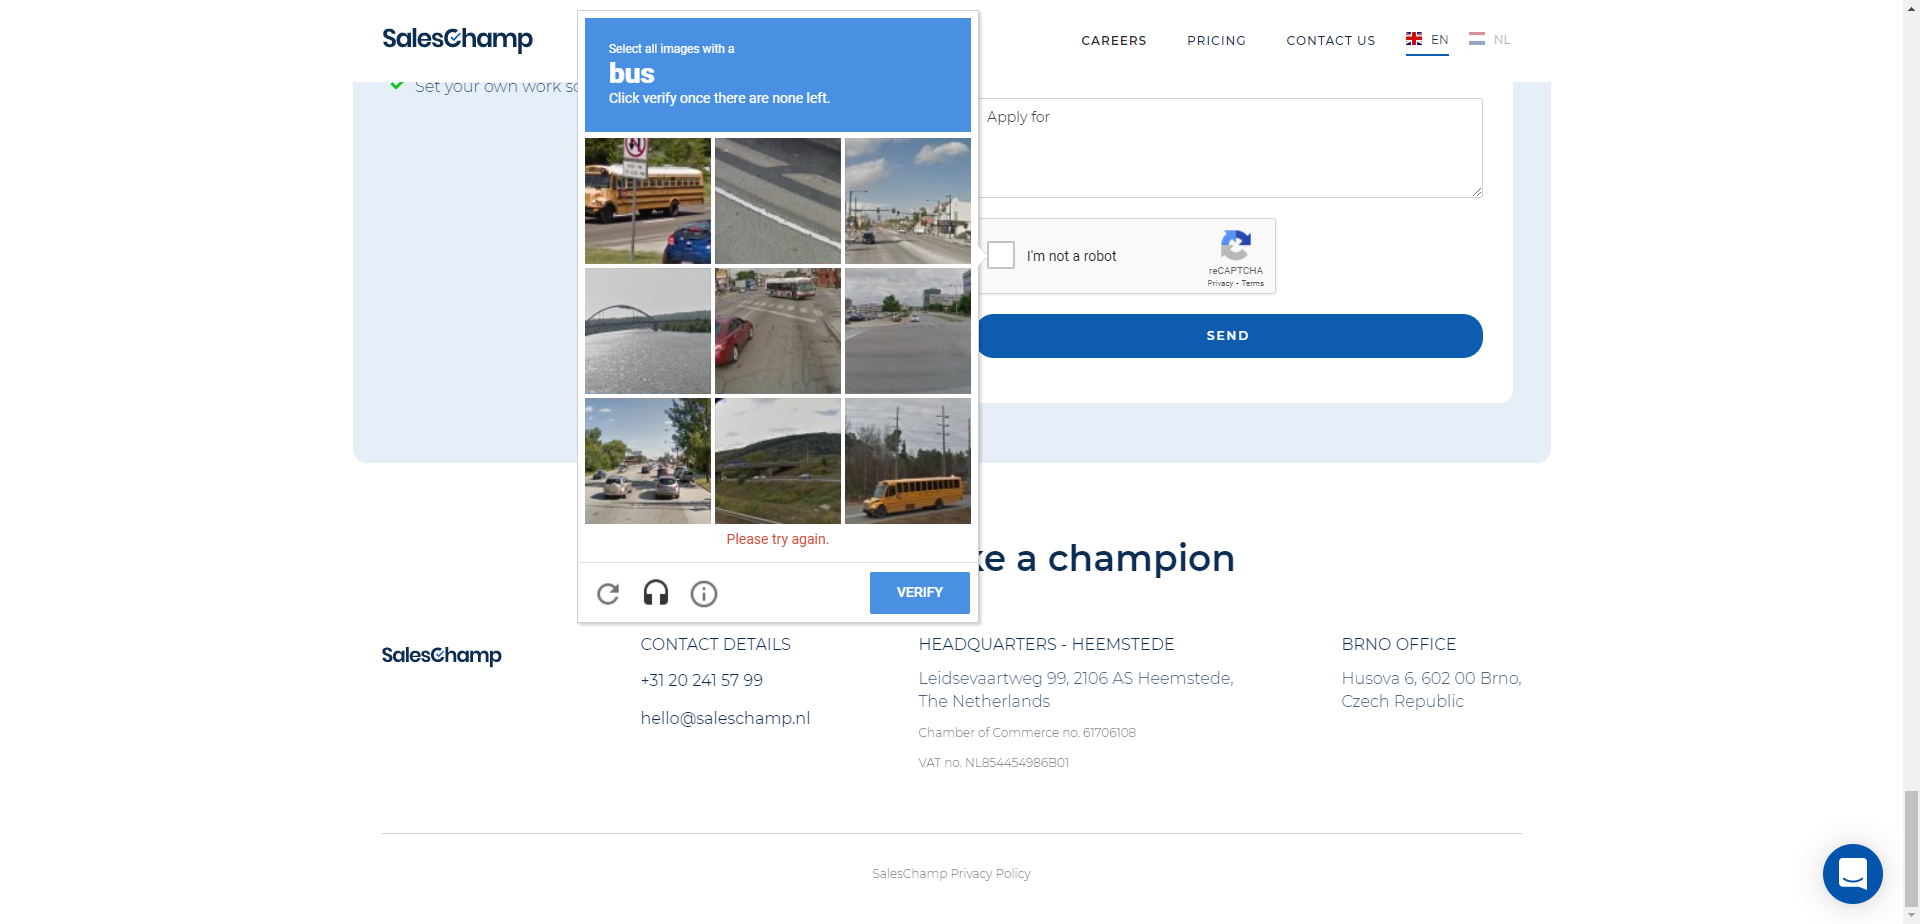 SalesChamp
CAREERS
PRICING
CONTACT US
EN
NL
Set your own work sc
Select all images with a
bus
Click verify once there are none left.
Please try again.
VERIFY
Apply for
I'm not a robot
reCAPTCHA
Privacy - Terms
SEND
ke a champion
SalesChamp
CONTACT DETAILS
+31 20 241 57 99
hello@saleschamp.nl
HEADQUARTERS - HEEMSTEDE
Leidsevaartweg 99, 2106 AS Heemstede,
The Netherlands
Chamber of Commerce no. 61706108
VAT no. NL854454986B01
BRNO OFFICE
Husova 6, 602 00 Brno,
Czech Republic
SalesChamp Privacy Policy